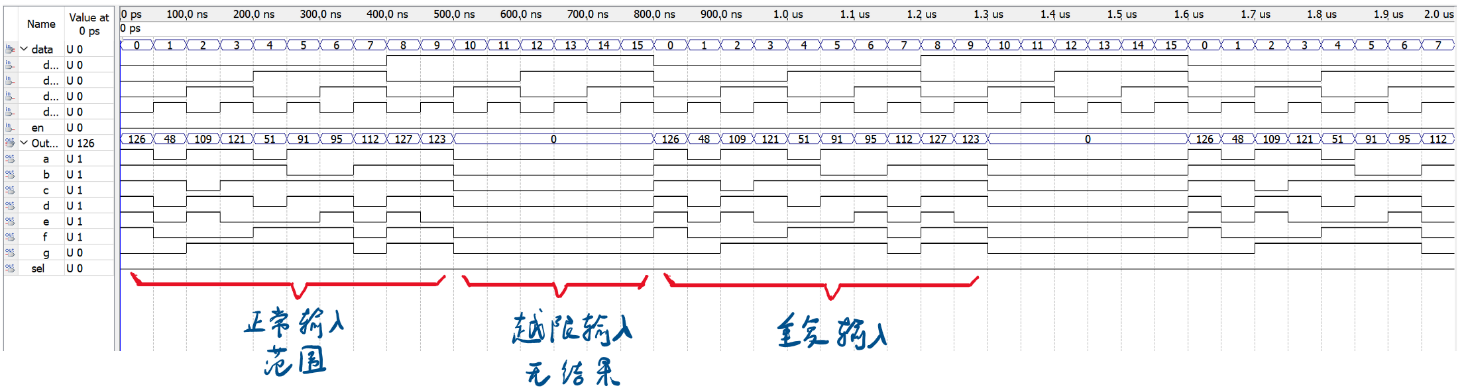 Name Value at 0 ps
0 ps 100.0 ns 200.0 ns 300.0 ns 400.0 ns 500.0 ns 600.0 ns 700.0 ns 800.0 ns 900.0 ns 1.0 us 1.1 us 1.2 us 1.3 us 1.4 us 1.5 us 1.6 us 1.7 us 1.8 us 1.9 us 2.0 us
0 ps
data U 0 0 1 2 3 4 5 6 7 8 9 10 11 12 13 14 15 0 1 2 3 4 5 6 7 8 9 10 11 12 13 14 15 0 1 2 3 4 5 6 7
d... U 0
d... U 0
d... U 0
d... U 0
en U 0
Out... U 126 126 48 109 121 51 91 95 112 127 123 0 126 48 109 121 51 91 95 112 127 123 0 126 48 109 121 51 91 95 112
a U 1
b U 1
c U 1
d U 1
e U 1
f U 1
g U 0
sel U 0
正常输入
范围
越限输入
无结果
重复输入